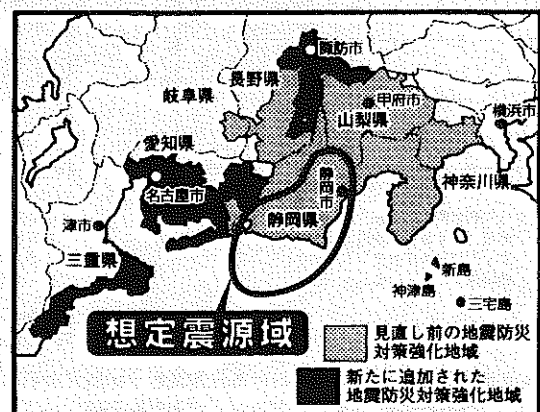 諏訪市
長野県
岐阜県
甲府市
山梨県
横浜市
愛知県
神奈川県
名古屋市
静岡市
静岡県
津市
三重県
新島
神津島
三宅島
想定震源域
見直し前の地震防災
対策強化地域
新たに追加された
地震防災対策強化地域